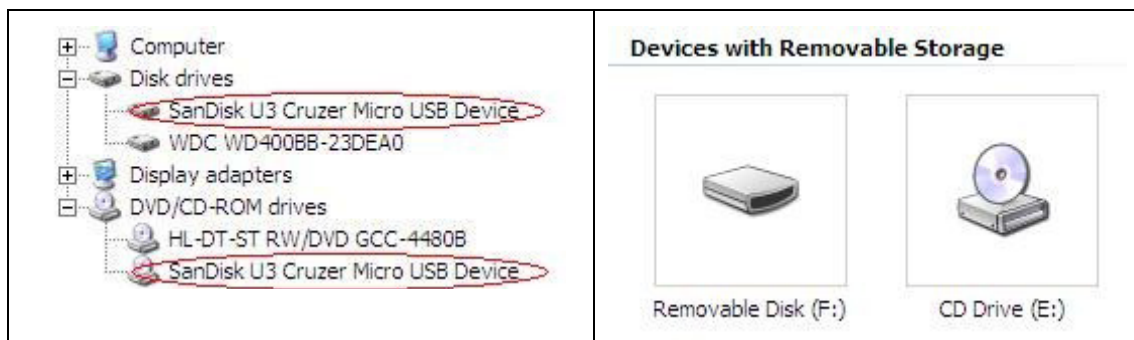 Computer
Disk drives
SanDisk U3 Cruzer Micro USB Device
WDC WD400BB-23DEA0
Display adapters
DVD/CD-ROM drives
HL-DT-ST RW/DVD GCC-4480B
SanDisk U3 Cruzer Micro USB Device
Devices with Removable Storage
Removable Disk (F:)
CD Drive (E:)